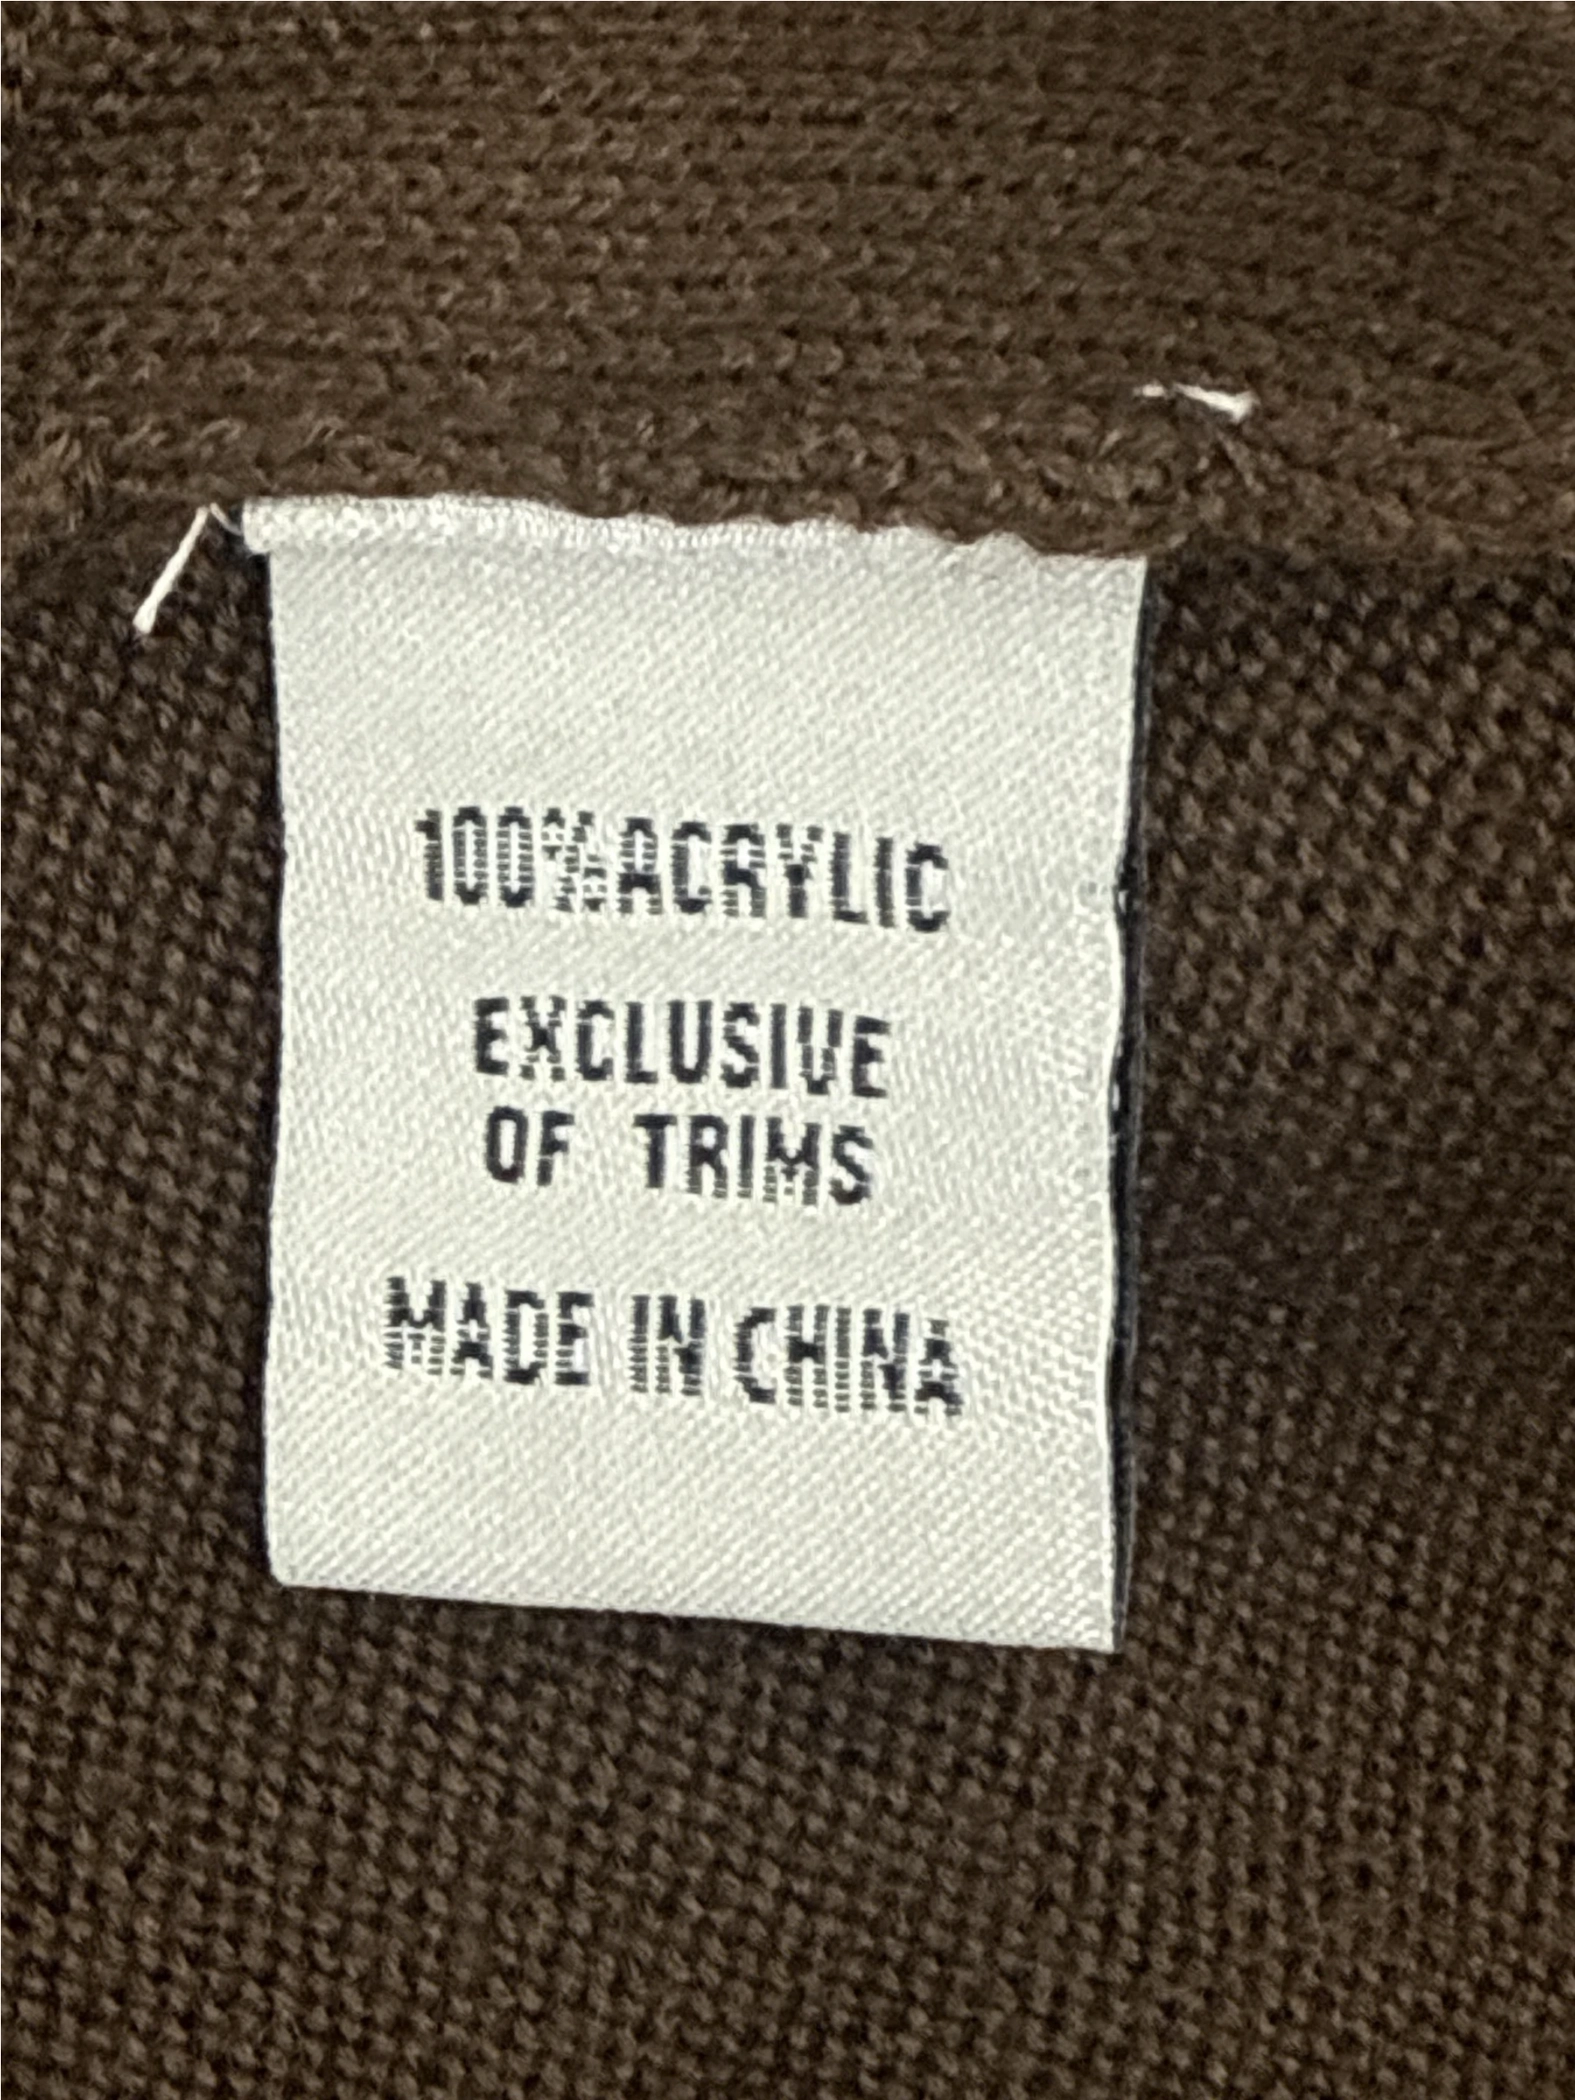 100%ACRYLIC
EXCLUSIVE
OF TRIMS
MADE IN CHINA